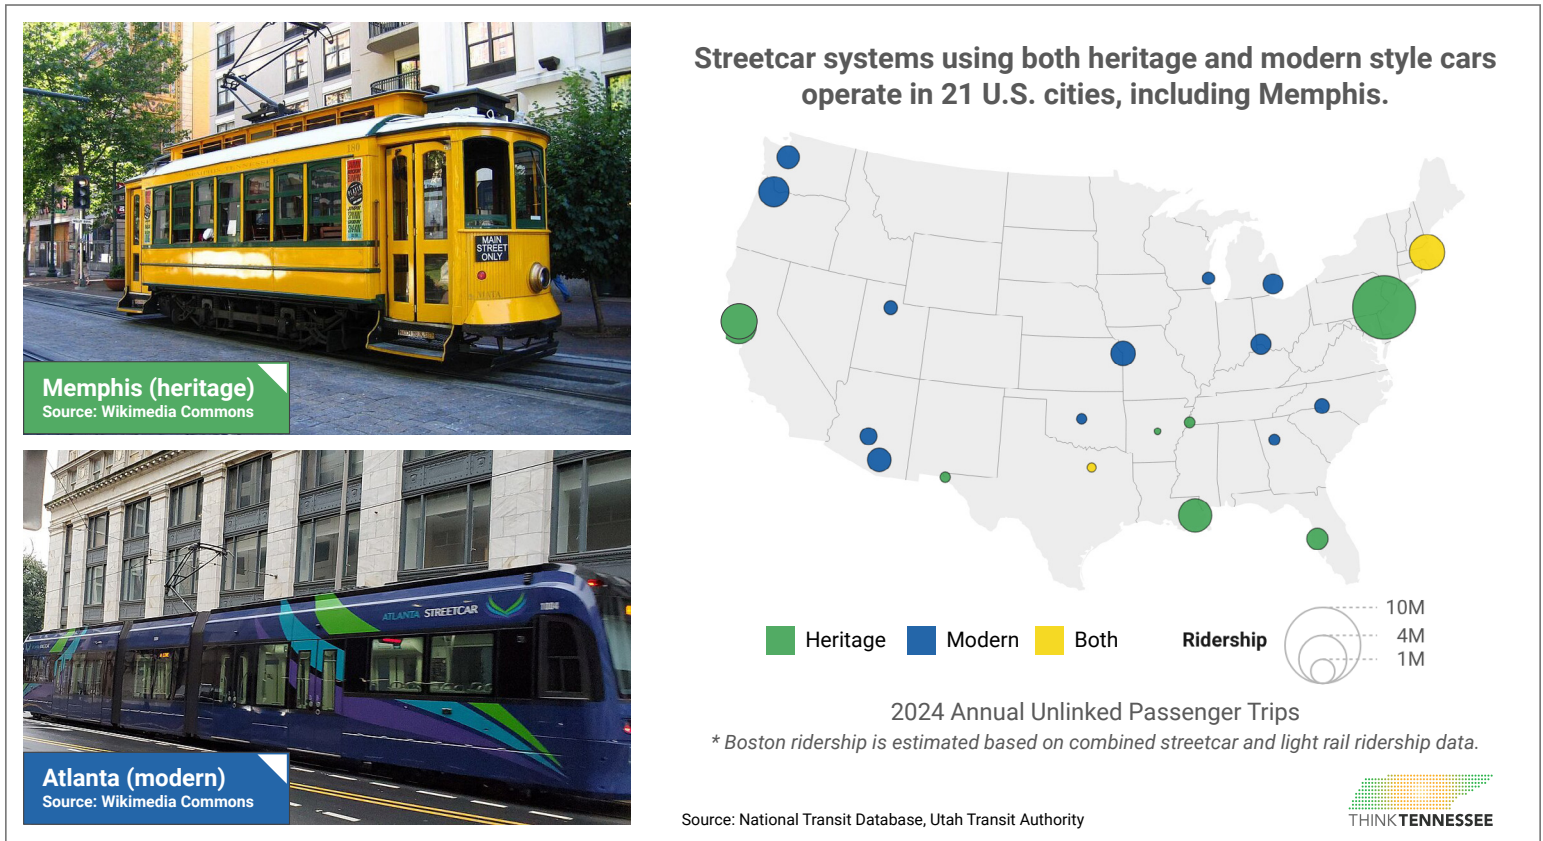 Streetcar systems using both heritage and modern style cars
operate in 21 U.S. cities, including Memphis.
MAIN
STREET
ONLY
180
Memphis (heritage)
Source: Wikimedia Commons
ATLANTA STREETCAR
1004
Atlanta (modern)
Source: Wikimedia Commons
Heritage
Modern
Both
Ridership
10M
4M
1M
2024 Annual Unlinked Passenger Trips
* Boston ridership is estimated based on combined streetcar and light rail ridership data.
Source: National Transit Database, Utah Transit Authority
THINKTENNESSEE